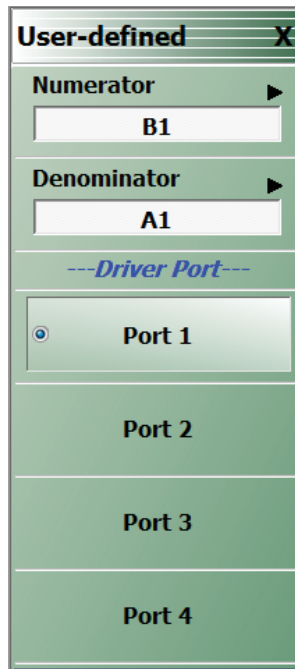 User-defined X
Numerator
B1
Denominator
A1
---Driver Port---
Port 1
Port 2
Port 3
Port 4